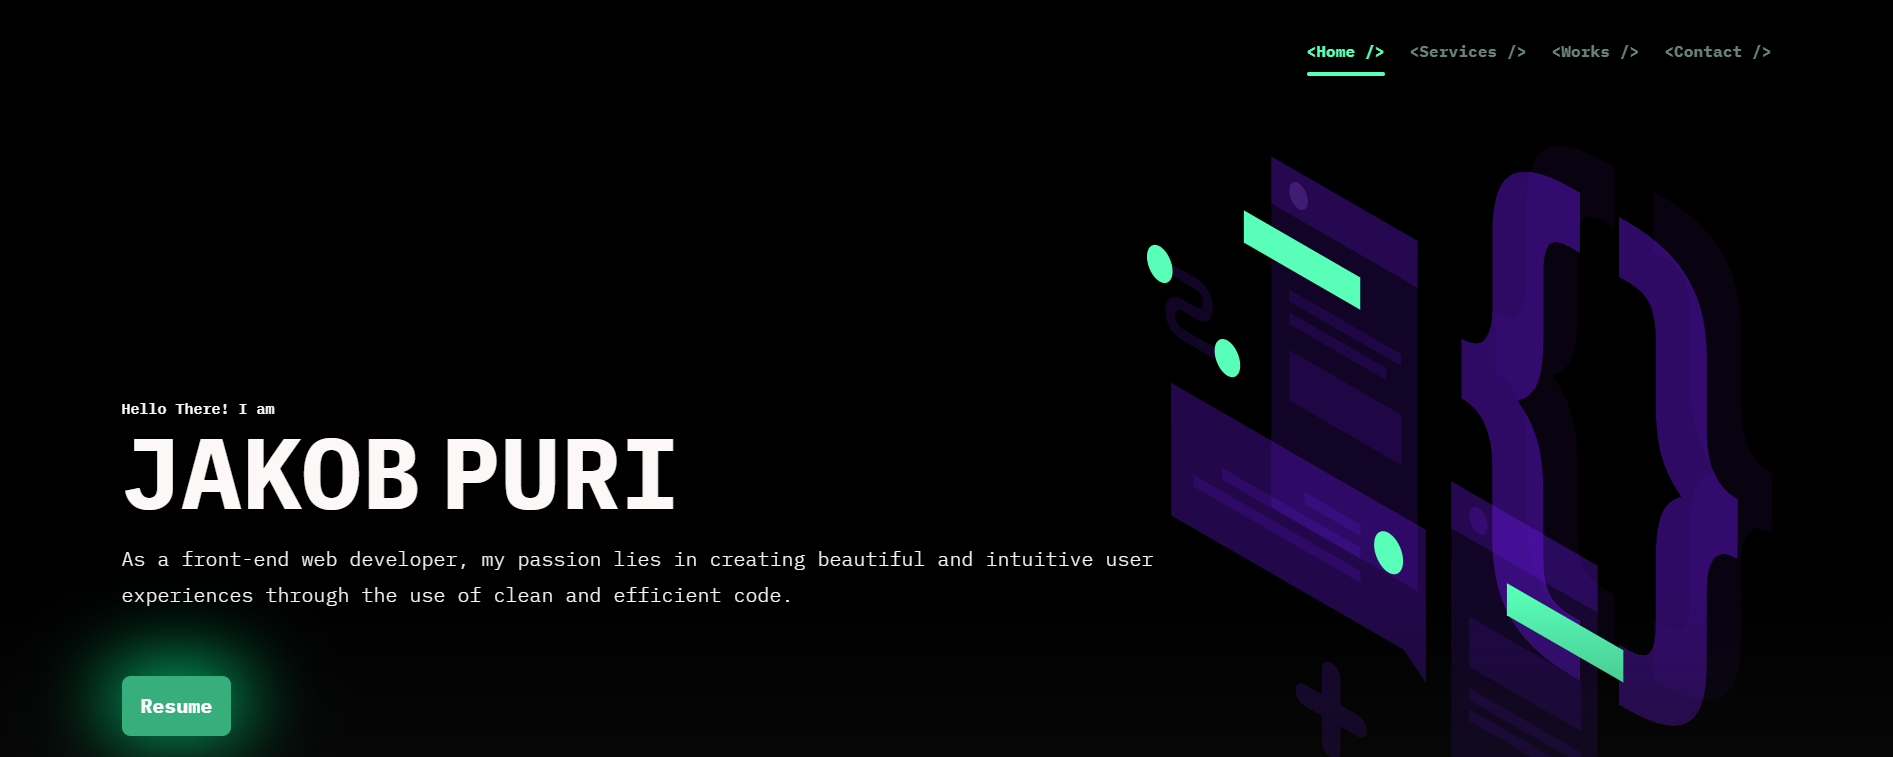 <Home /> <Services /> <Works /> <Contact />
Hello There! I am
JAKOB PURI
As a front-end web developer, my passion lies in creating beautiful and intuitive user
experiences through the use of clean and efficient code.
Resume